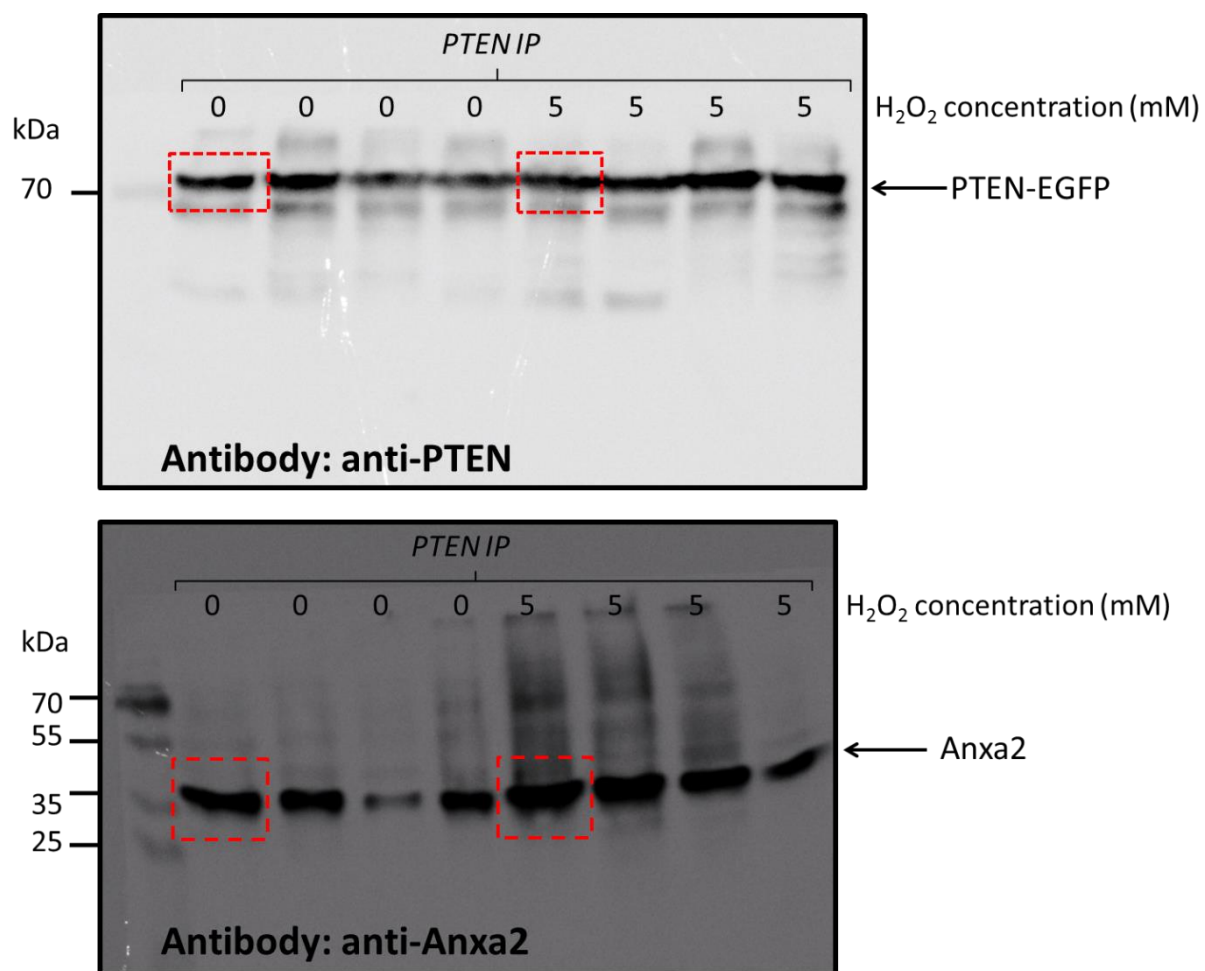 PTEN IP
0 0 0 0 5 5 5 5 H₂O₂ concentration (mM)
kDa
70
PTEN-EGFP
Antibody: anti-PTEN
PTEN IP
0 0 0 0 5 5 5 5 H₂O₂ concentration (mM)
kDa
70
55
Anxa2
35
25
Antibody: anti-Anxa2